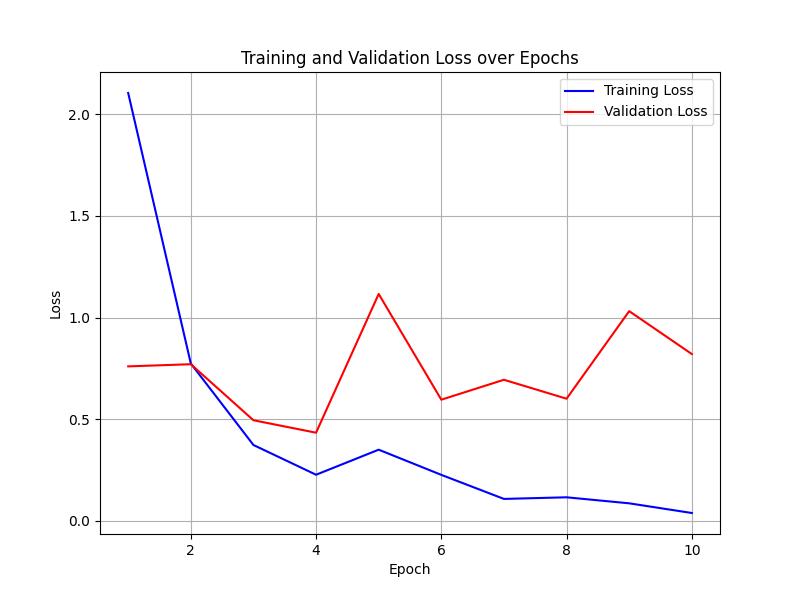 Training and Validation Loss over Epochs
Training Loss
Validation Loss
2.0
1.5
1.0
0.5
0.0
Loss
2 4 6 8 10
Epoch